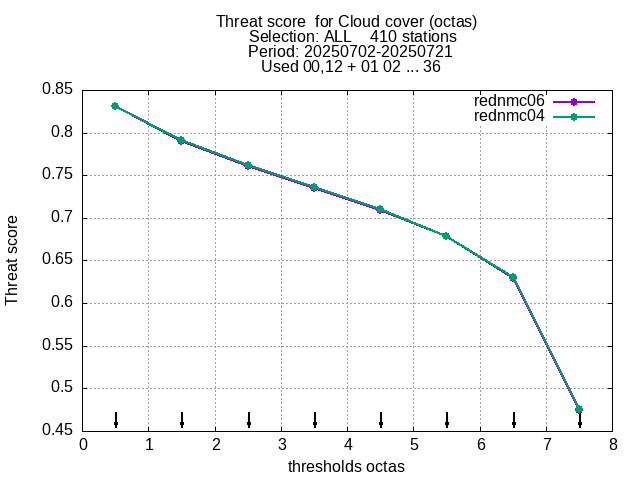 Threat score  for Cloud cover (octas)
Selection: ALL    410 stations
Period: 20250702-20250721
Used 00,12 + 01 02 ... 36
rednmc06
rednmc04
0.85
0.8
0.75
0.7
0.65
0.6
0.55
0.5
0.45
Threat score
0 1 2 3 4 5 6 7 8
thresholds octas